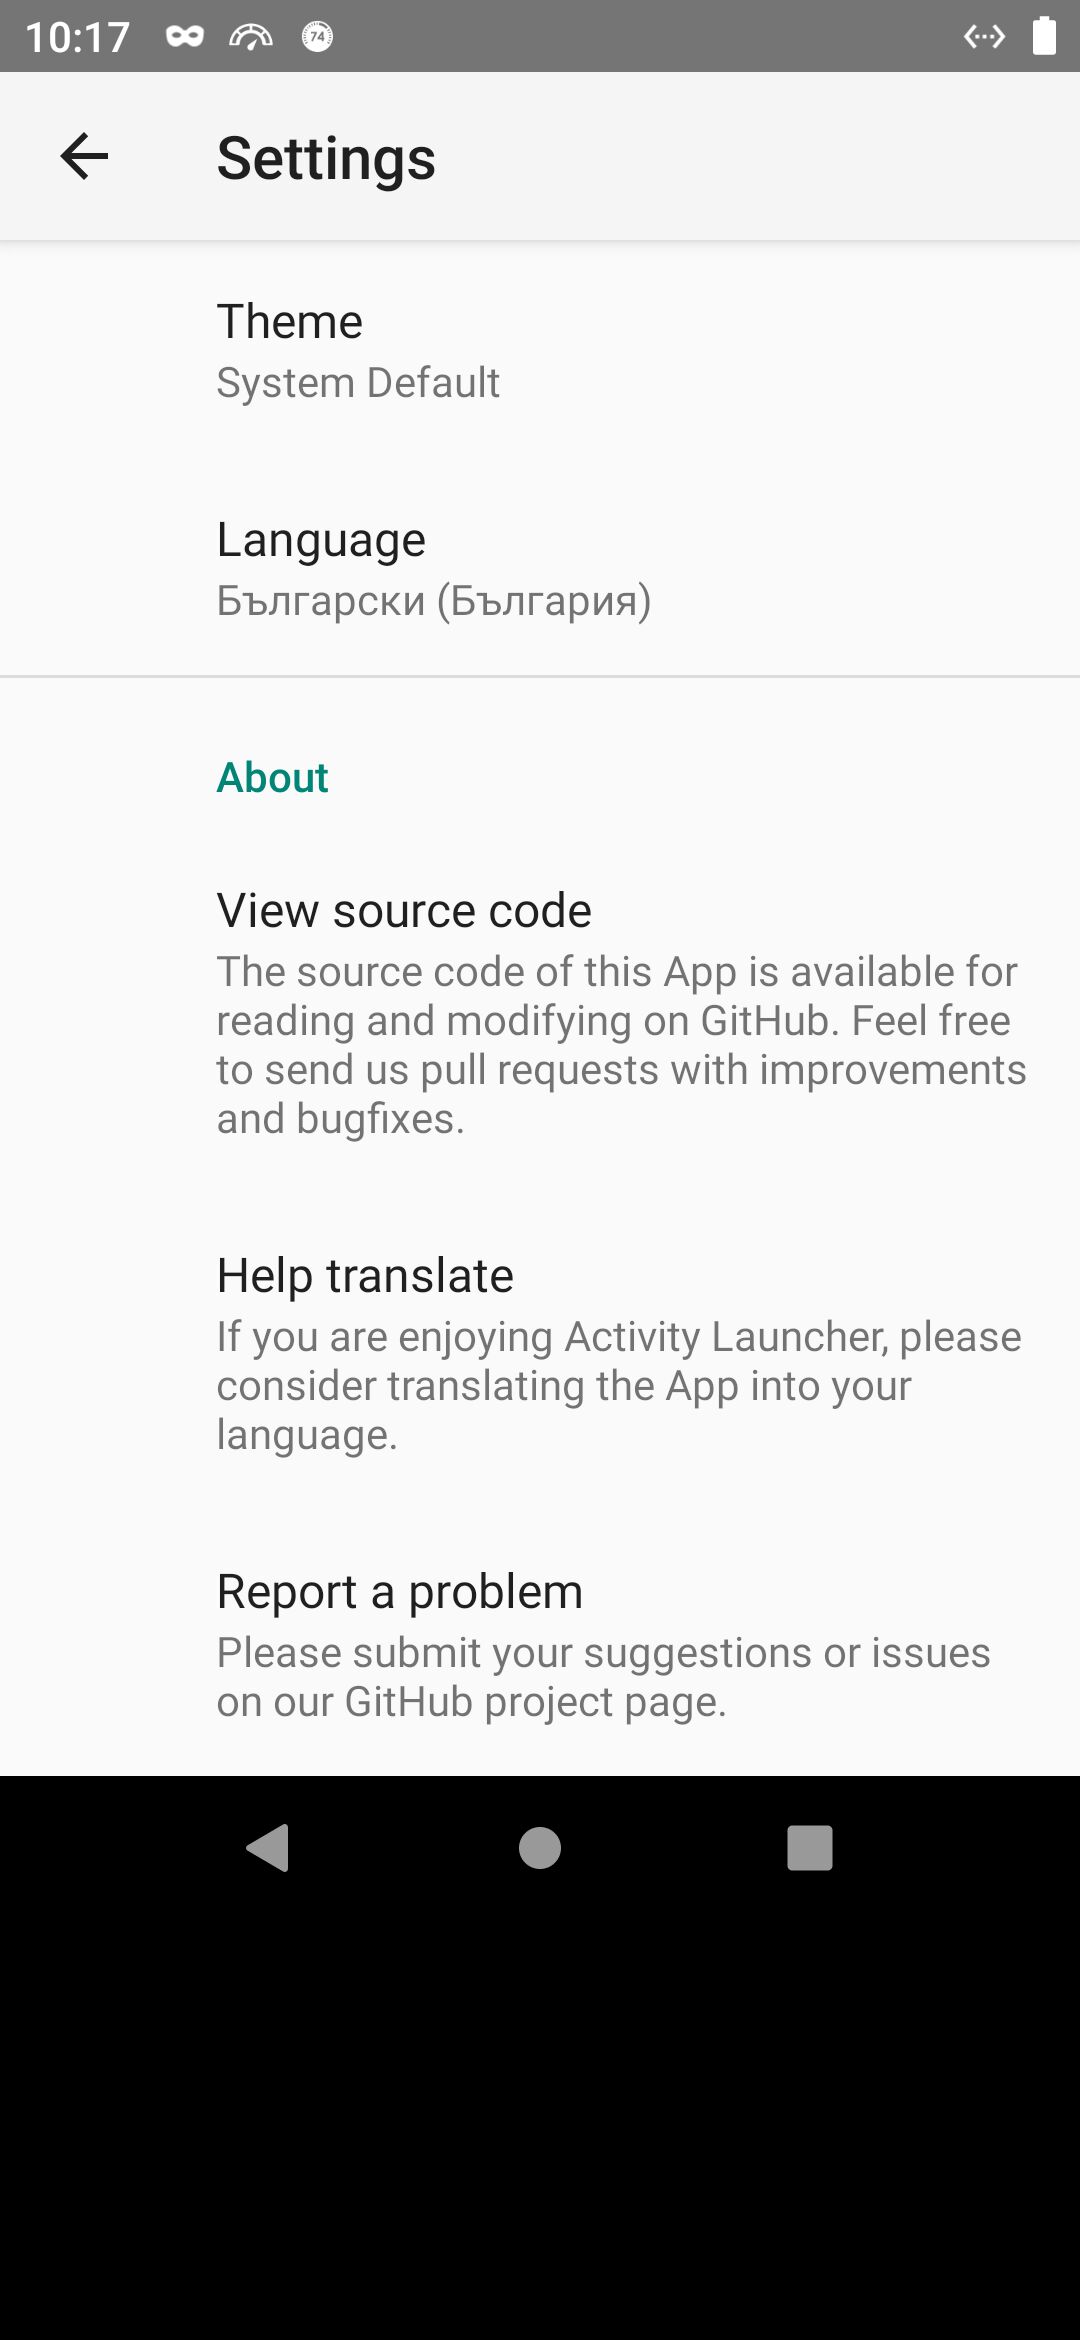 10:17
74
Settings
Theme
System Default
Language
Български (България)
About
View source code
The source code of this App is available for
reading and modifying on GitHub. Feel free
to send us pull requests with improvements
and bugfixes.
Help translate
If you are enjoying Activity Launcher, please
consider translating the App into your
language.
Report a problem
Please submit your suggestions or issues
on our GitHub project page.